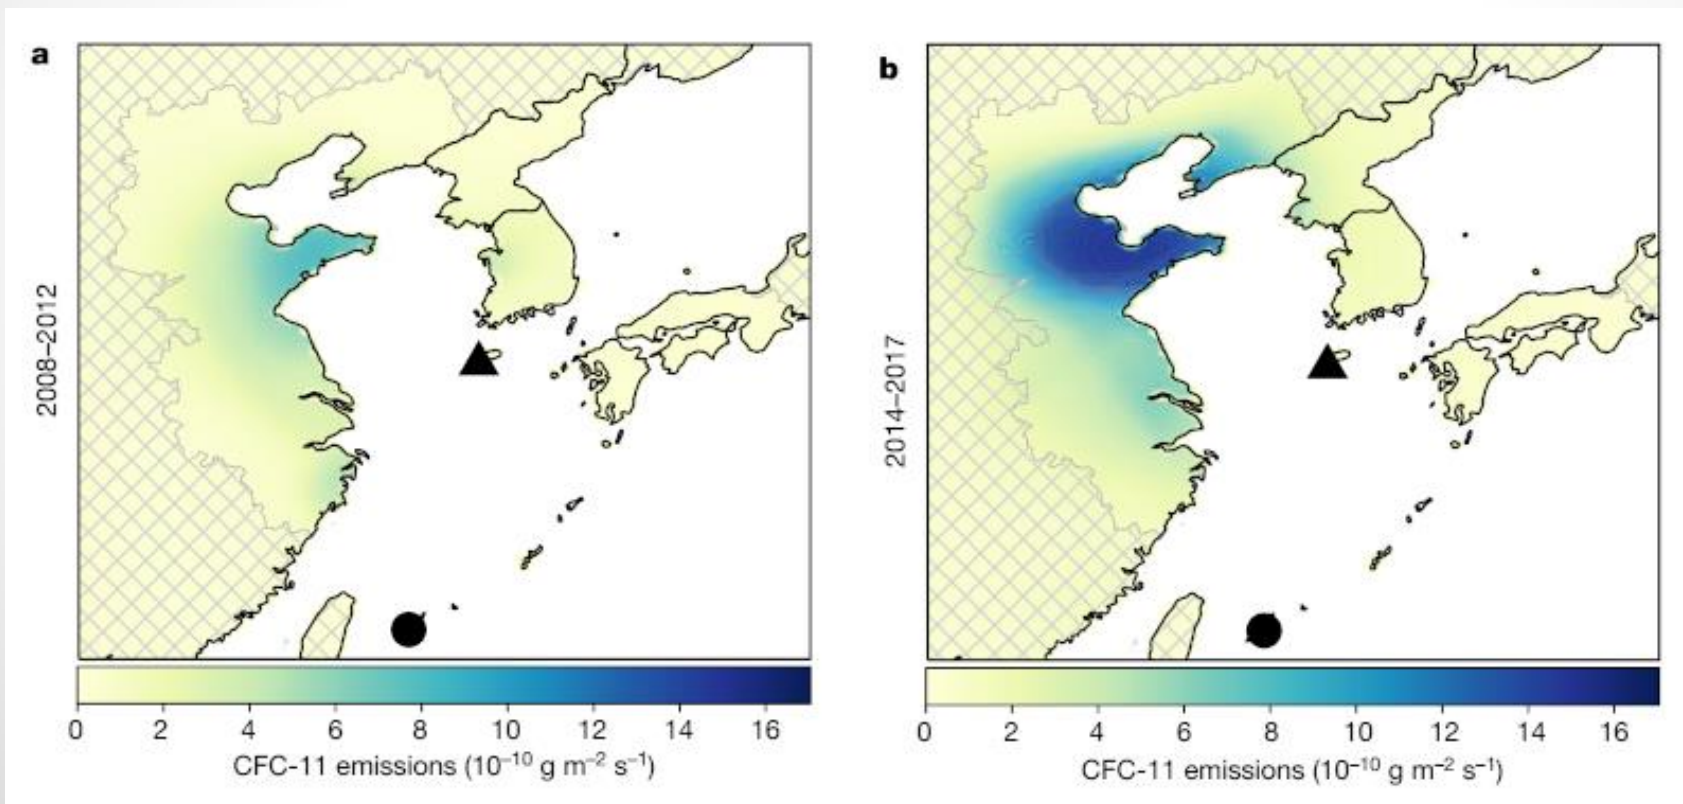 a
2008–2012
0 2 4 6 8 10 12 14 16
CFC-11 emissions (10⁻¹⁰ g m⁻² s⁻¹)
b
2014–2017
0 2 4 6 8 10 12 14 16
CFC-11 emissions (10⁻¹⁰ g m⁻² s⁻¹)